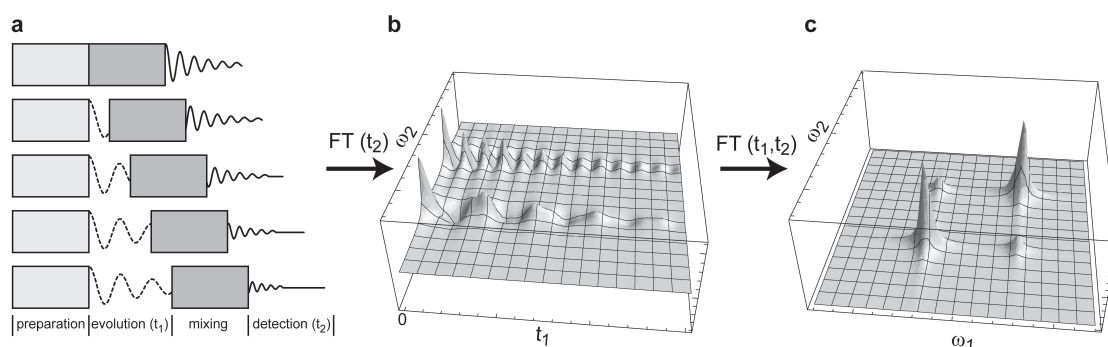 a
b
c
FT (t₂)
FT (t₁,t₂)
ω₂
ω₂
0
t₁
ω₁
preparation
evolution (t₁)
mixing
detection (t₂)